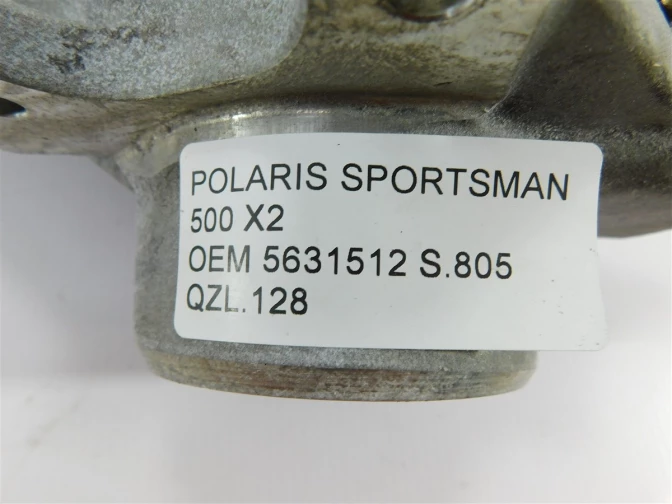 POLARIS SPORTSMAN
500 X2
OEM 5631512 S.805
QZL.128